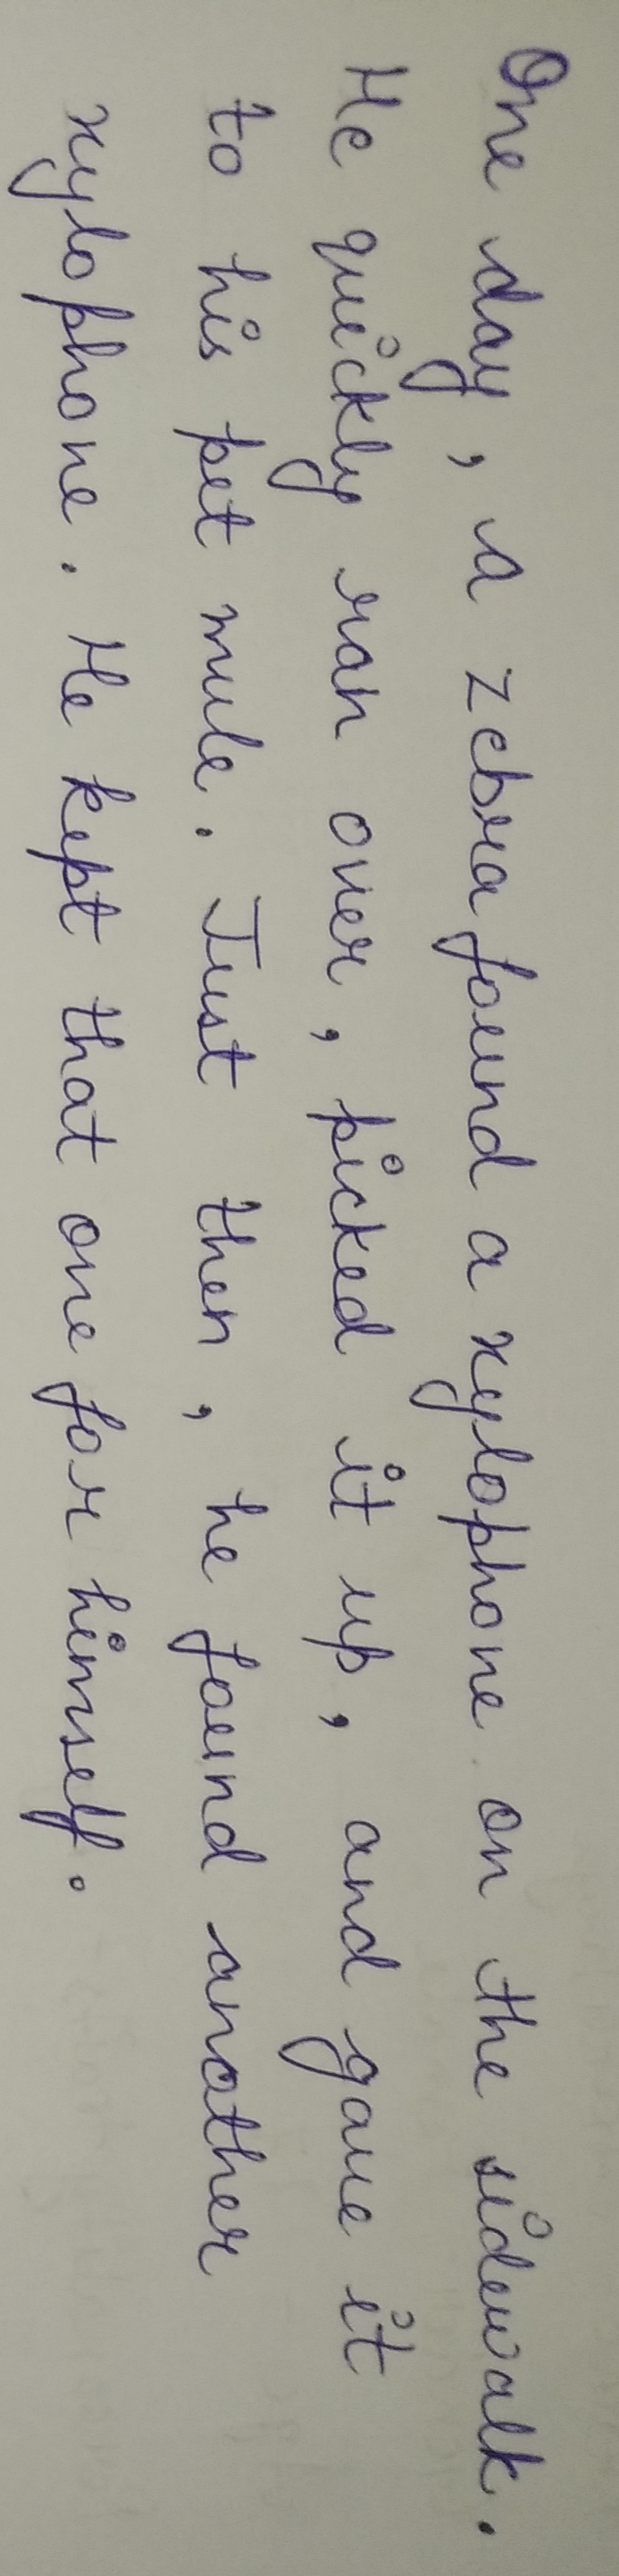 One day, a zebra found a xylophone on the sidewalk.
He quickly ran over, picked it up, and gave it
to his pet mule. Just then, he found another
xylophone. He kept that one for himself.